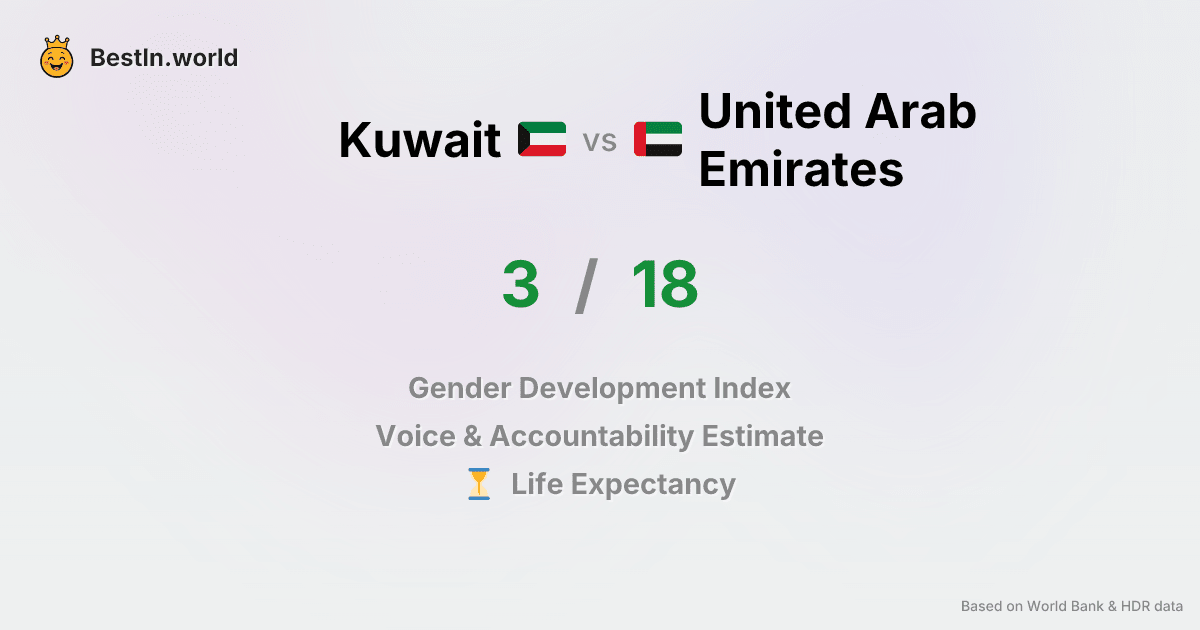 BestIn.world
Kuwait vs United Arab
Emirates
3 / 18
Gender Development Index
Voice & Accountability Estimate
Life Expectancy
Based on World Bank & HDR data